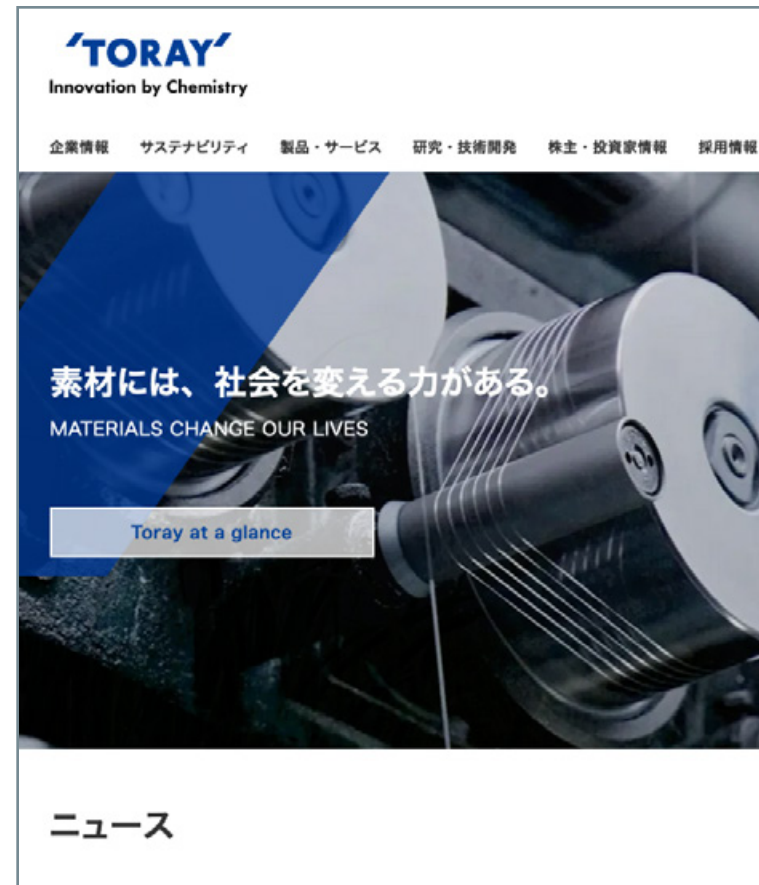 'TORAY'
Innovation by Chemistry
企業情報 サステナビリティ 製品・サービス 研究・技術開発 株主・投資家情報 採用情報
素材には、社会を変える力がある。
MATERIALS CHANGE OUR LIVES
Toray at a glance
ニュース